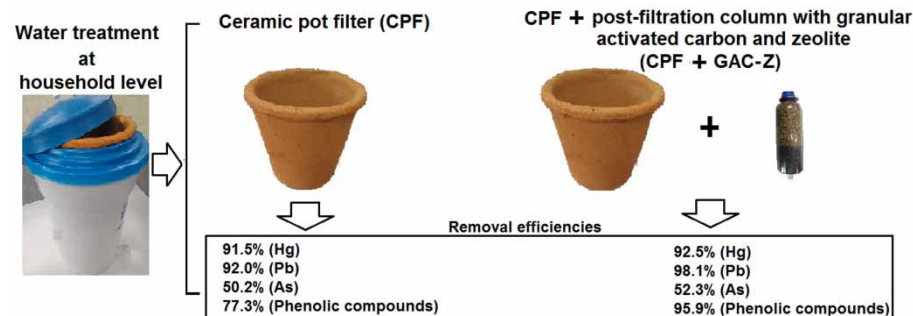 Water treatment
at
household level
Ceramic pot filter (CPF)
CPF + post-filtration column with granular
activated carbon and zeolite
(CPF + GAC-Z)
+
Removal efficiencies
91.5% (Hg)
92.0% (Pb)
50.2% (As)
77.3% (Phenolic compounds)
92.5% (Hg)
98.1% (Pb)
52.3% (As)
95.9% (Phenolic compounds)